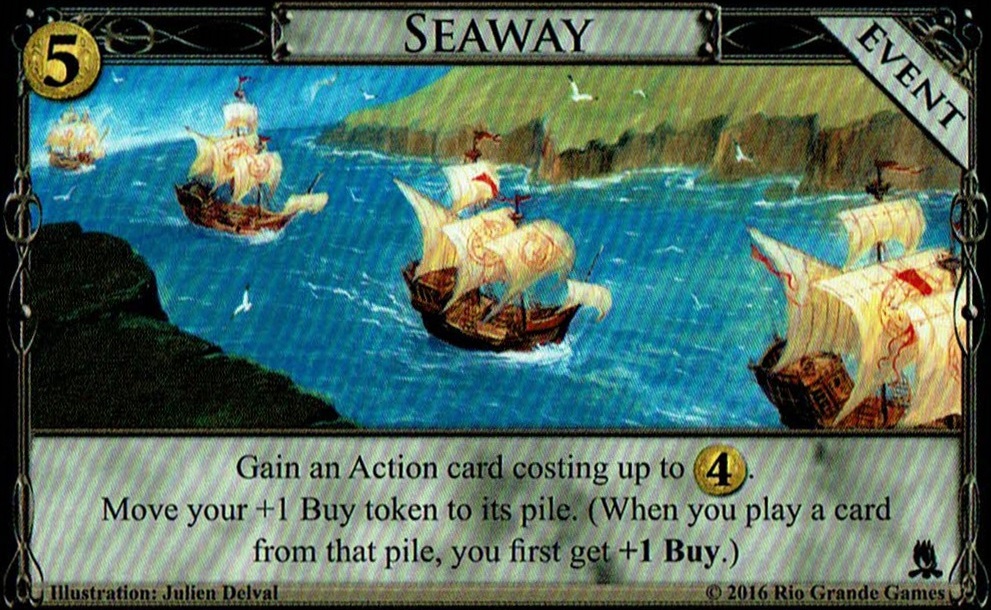 5
SEAWAY
EVENT
Gain an Action card costing up to 4.
Move your +1 Buy token to its pile. (When you play a card
from that pile, you first get +1 Buy.)
Illustration: Julien Delval
© 2016 Rio Grande Games